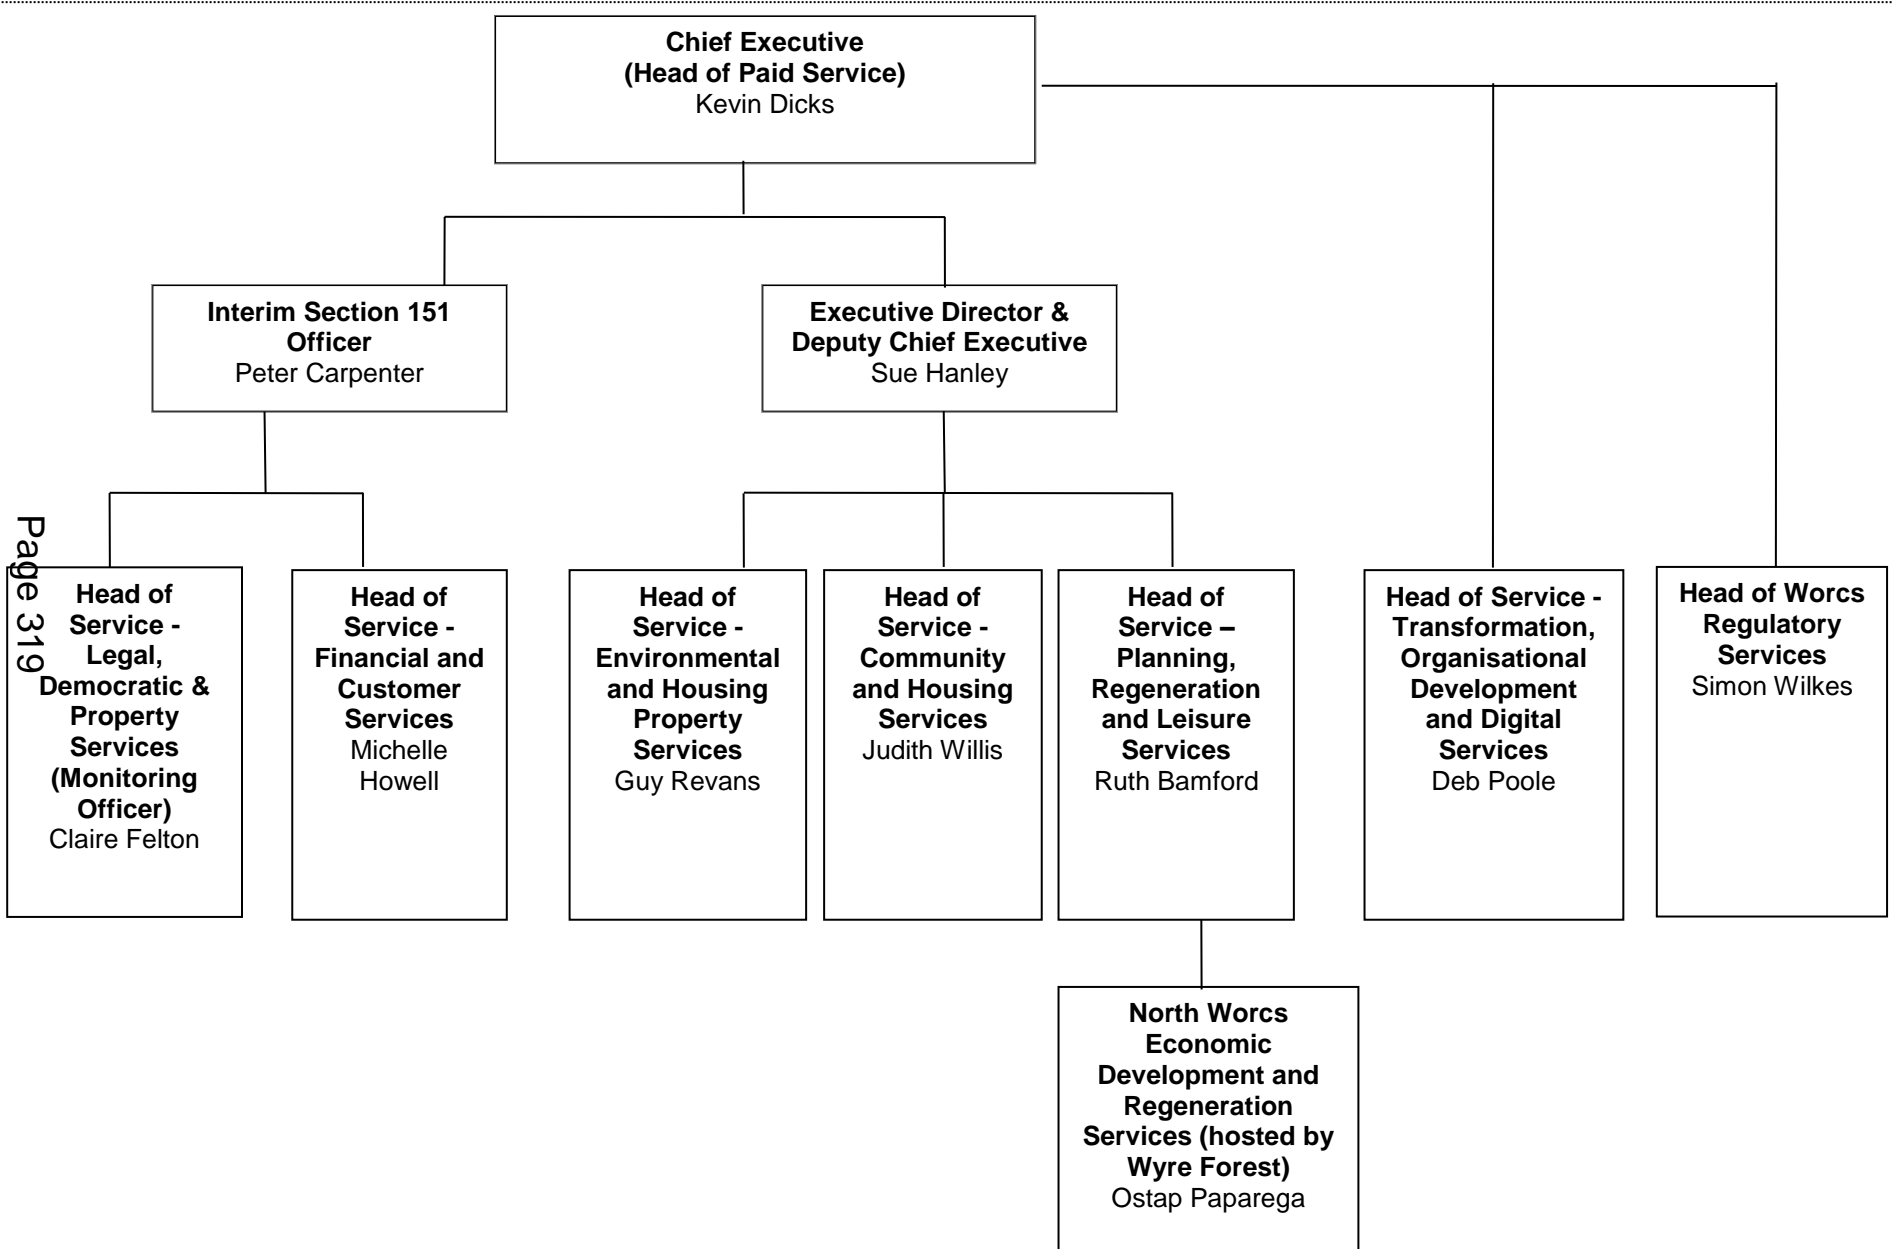 Chief Executive
(Head of Paid Service)
Kevin Dicks
Interim Section 151
Officer
Peter Carpenter
Executive Director &
Deputy Chief Executive
Sue Hanley
Page 319
Head of
Service -
Legal,
Democratic &
Property
Services
(Monitoring
Officer)
Claire Felton
Head of
Service -
Financial and
Customer
Services
Michelle
Howell
Head of
Service -
Environmental
and Housing
Property
Services
Guy Revans
Head of
Service -
Community
and Housing
Services
Judith Willis
Head of
Service –
Planning,
Regeneration
and Leisure
Services
Ruth Bamford
Head of Service -
Transformation,
Organisational
Development
and Digital
Services
Deb Poole
Head of Worcs
Regulatory
Services
Simon Wilkes
North Worcs
Economic
Development and
Regeneration
Services (hosted by
Wyre Forest)
Ostap Paparega